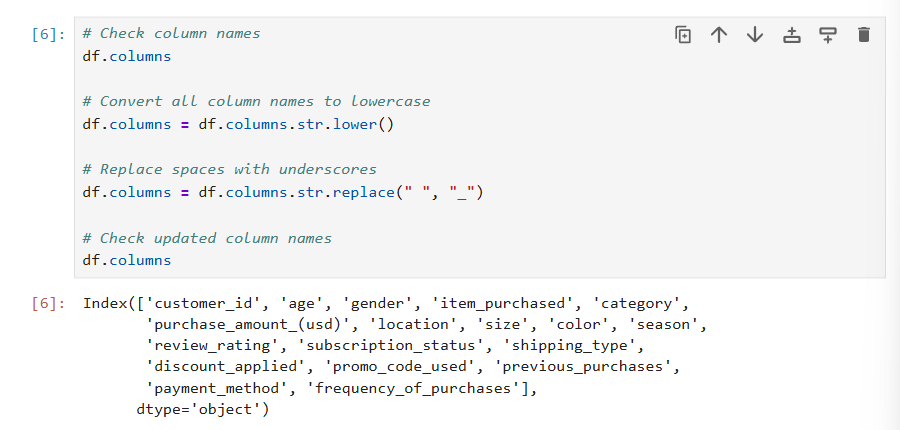 [6]: # Check column names
df.columns
# Convert all column names to lowercase
df.columns = df.columns.str.lower()
# Replace spaces with underscores
df.columns = df.columns.str.replace(" ", "_")
# Check updated column names
df.columns
[6]: Index(['customer_id', 'age', 'gender', 'item_purchased', 'category',
'purchase_amount_(usd)', 'location', 'size', 'color', 'season',
'review_rating', 'subscription_status', 'shipping_type',
'discount_applied', 'promo_code_used', 'previous_purchases',
'payment_method', 'frequency_of_purchases'],
dtype='object')